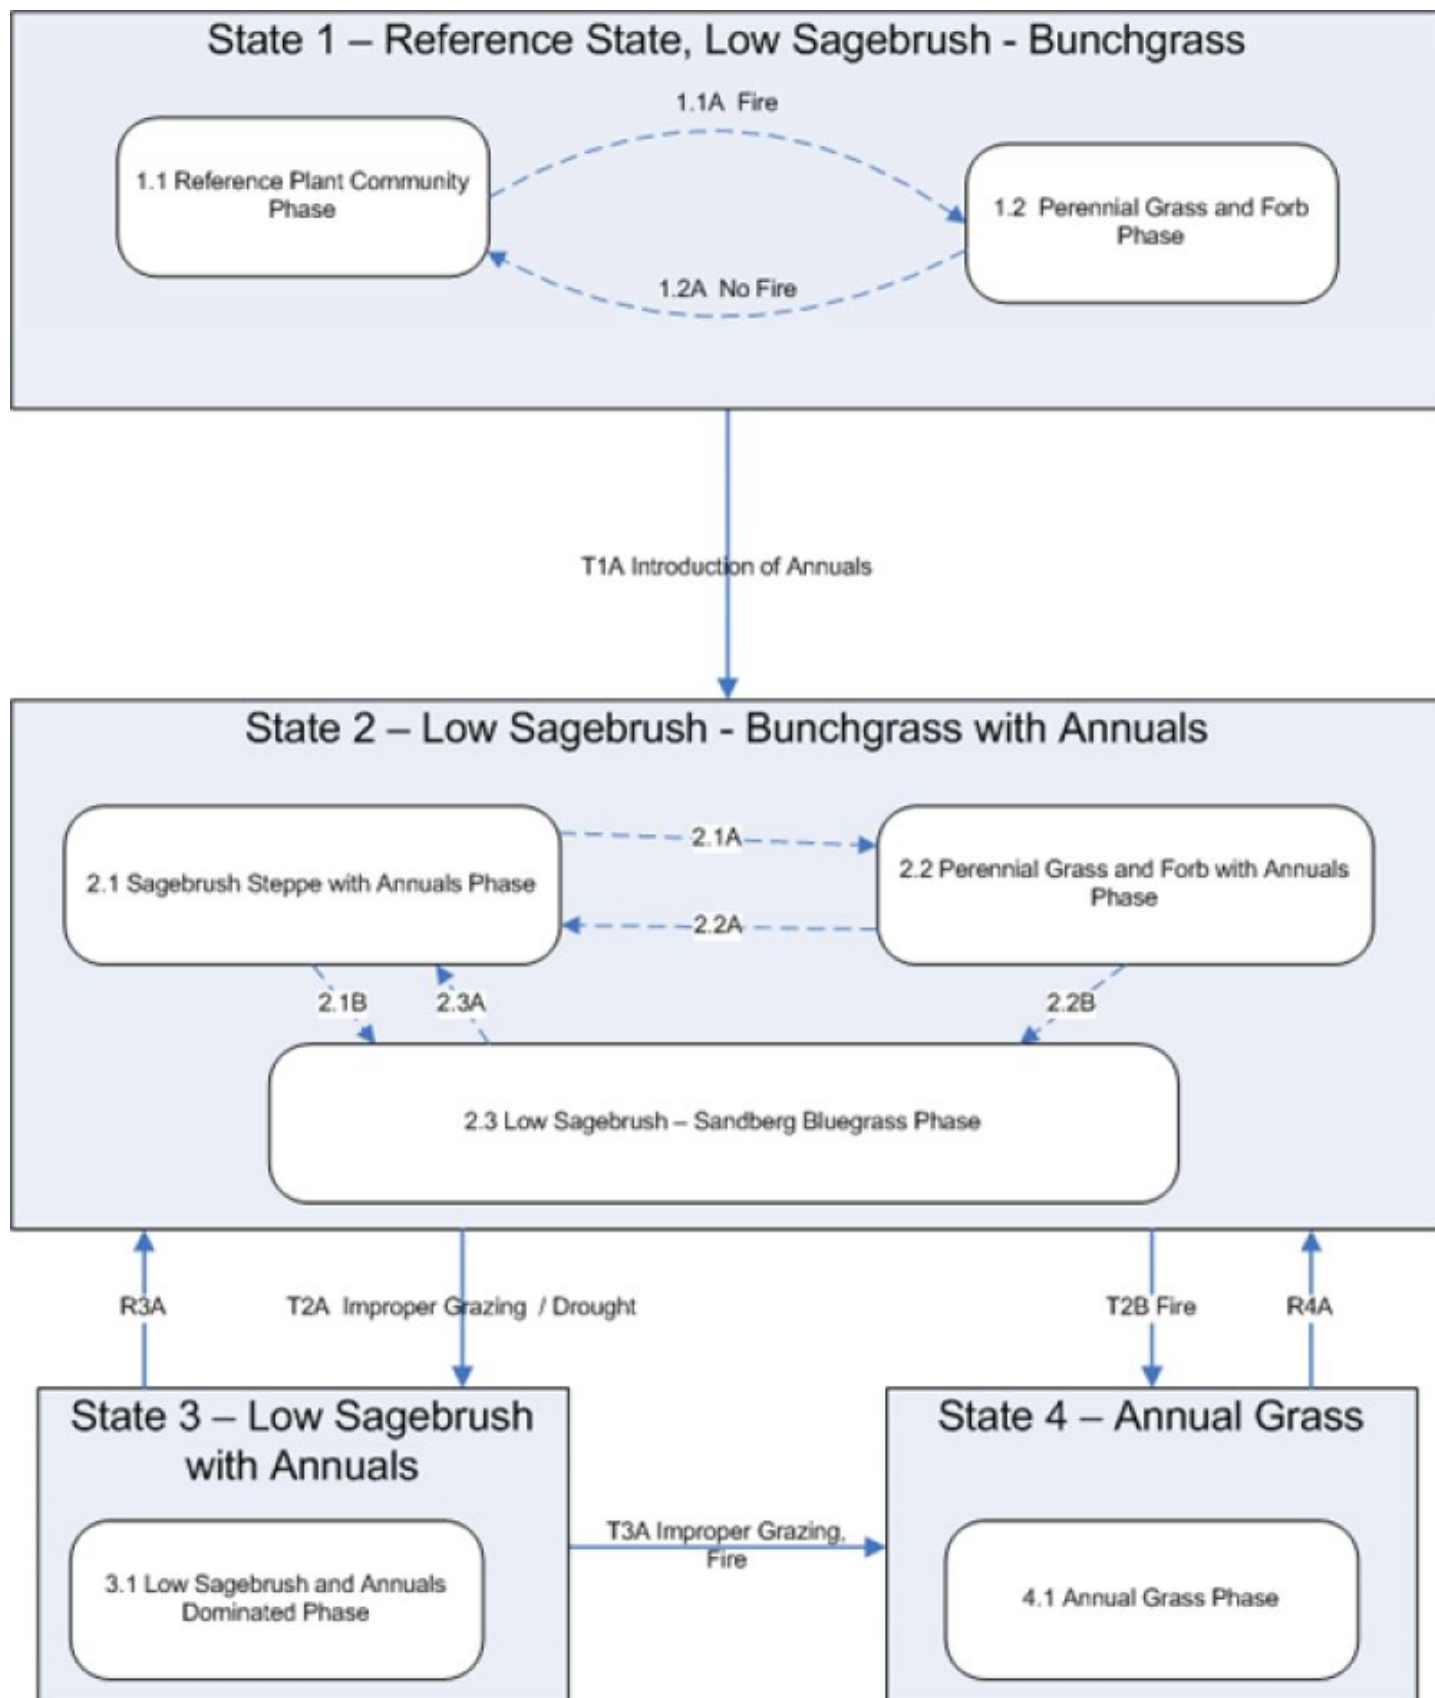 State 1 – Reference State, Low Sagebrush - Bunchgrass
1.1A  Fire
1.1 Reference Plant Community
Phase
1.2  Perennial Grass and Forb
Phase
1.2A  No Fire
T1A Introduction of Annuals
State 2 – Low Sagebrush - Bunchgrass with Annuals
2.1A
2.1 Sagebrush Steppe with Annuals Phase
2.2 Perennial Grass and Forb with Annuals
Phase
2.2A
2.1B
2.3A
2.2B
2.3 Low Sagebrush – Sandberg Bluegrass Phase
R3A
T2A  Improper Grazing  / Drought
T2B Fire
R4A
State 3 – Low Sagebrush
with Annuals
State 4 – Annual Grass
T3A Improper Grazing,
Fire
3.1 Low Sagebrush and Annuals
Dominated Phase
4.1 Annual Grass Phase